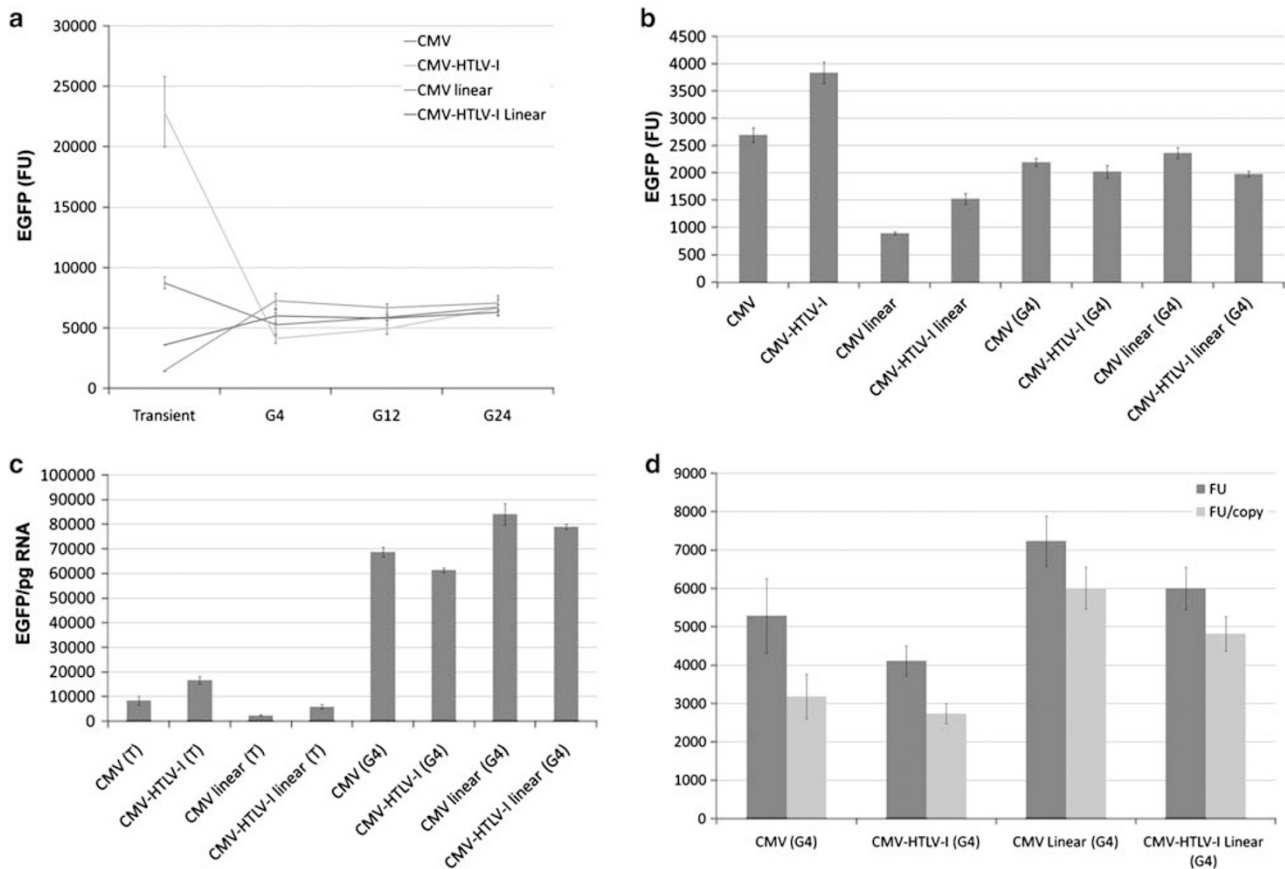 a
30000
25000
20000
15000
10000
5000
0
EGFP (FU)
CMV
CMV-HTLV-I
CMV linear
CMV-HTLV-I Linear
Transient
G4
G12
G24
b
4500
4000
3500
3000
2500
2000
1500
1000
500
0
EGFP (FU)
CMV
CMV-HTLV-I
CMV linear
CMV-HTLV-I linear
CMV (G4)
CMV-HTLV-I (G4)
CMV linear (G4)
CMV-HTLV-I linear (G4)
c
100000
90000
80000
70000
60000
50000
40000
30000
20000
10000
0
EGFP/pg RNA
CMV (T)
CMV-HTLV-I (T)
CMV linear (T)
CMV-HTLV-I linear (T)
CMV (G4)
CMV-HTLV-I (G4)
CMV linear (G4)
CMV-HTLV-I linear (G4)
d
9000
8000
7000
6000
5000
4000
3000
2000
1000
0
FU
FU/copy
CMV (G4)
CMV-HTLV-I (G4)
CMV Linear (G4)
CMV-HTLV-I Linear
(G4)